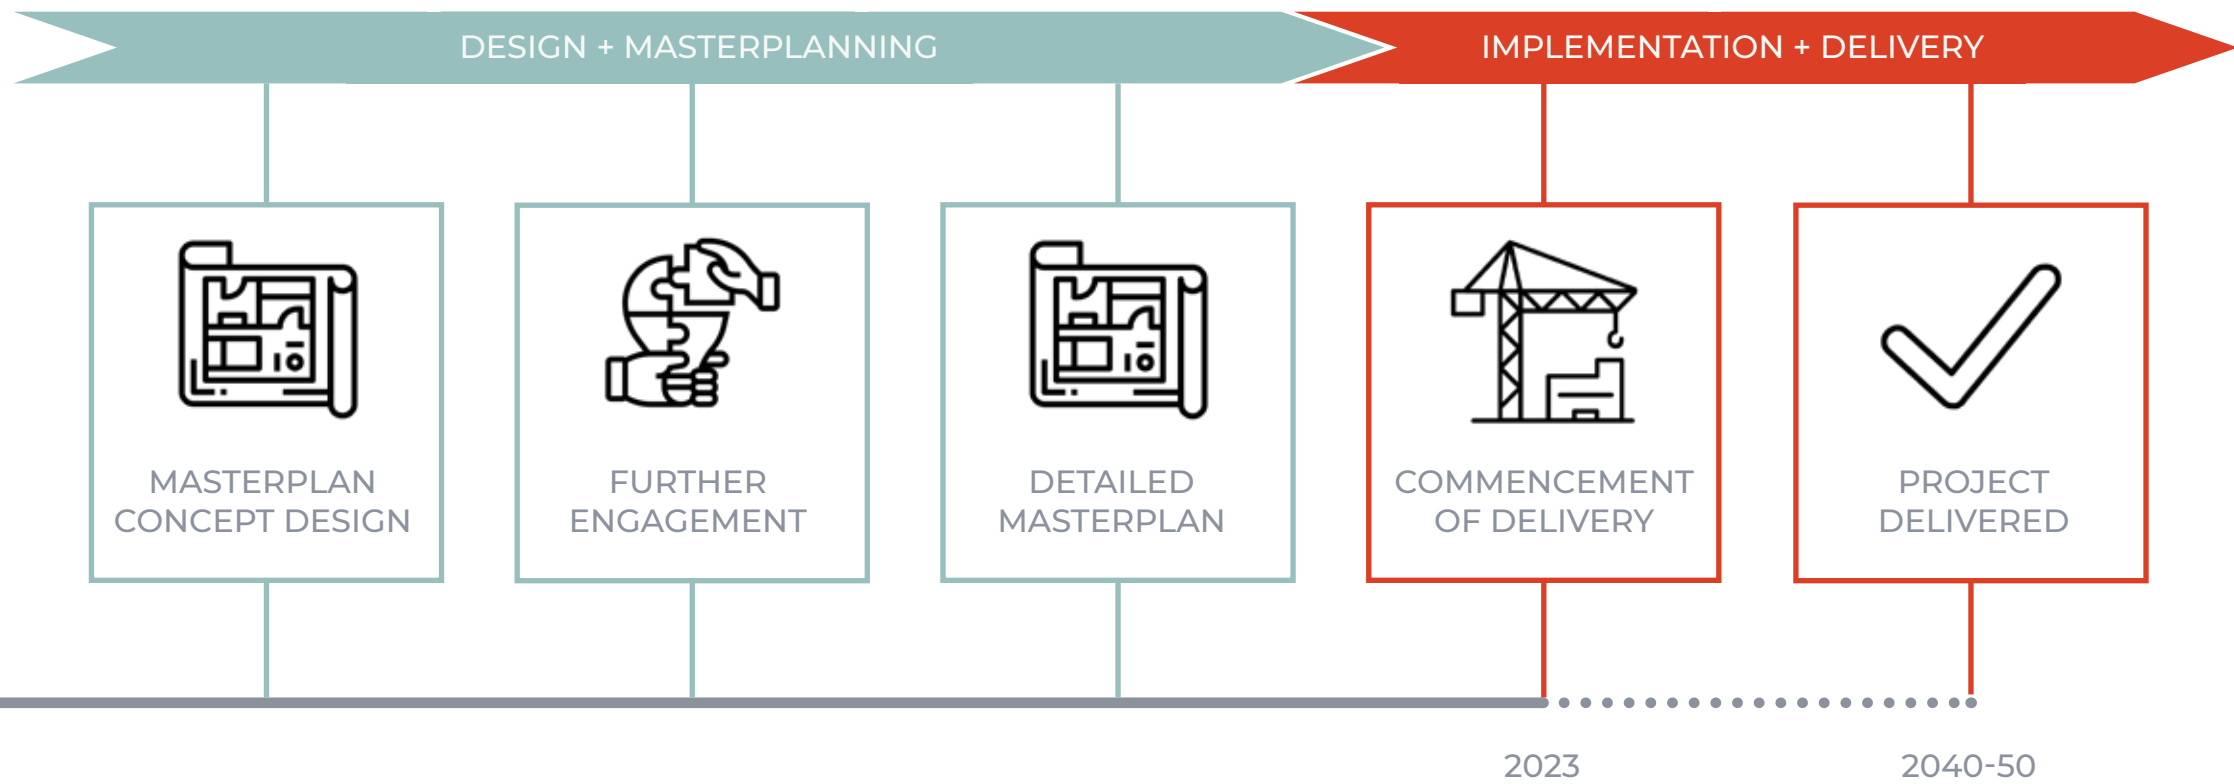 DESIGN + MASTERPLANNING
IMPLEMENTATION + DELIVERY
MASTERPLAN
CONCEPT DESIGN
FURTHER
ENGAGEMENT
DETAILED
MASTERPLAN
COMMENCEMENT
OF DELIVERY
PROJECT
DELIVERED
2023
2040-50